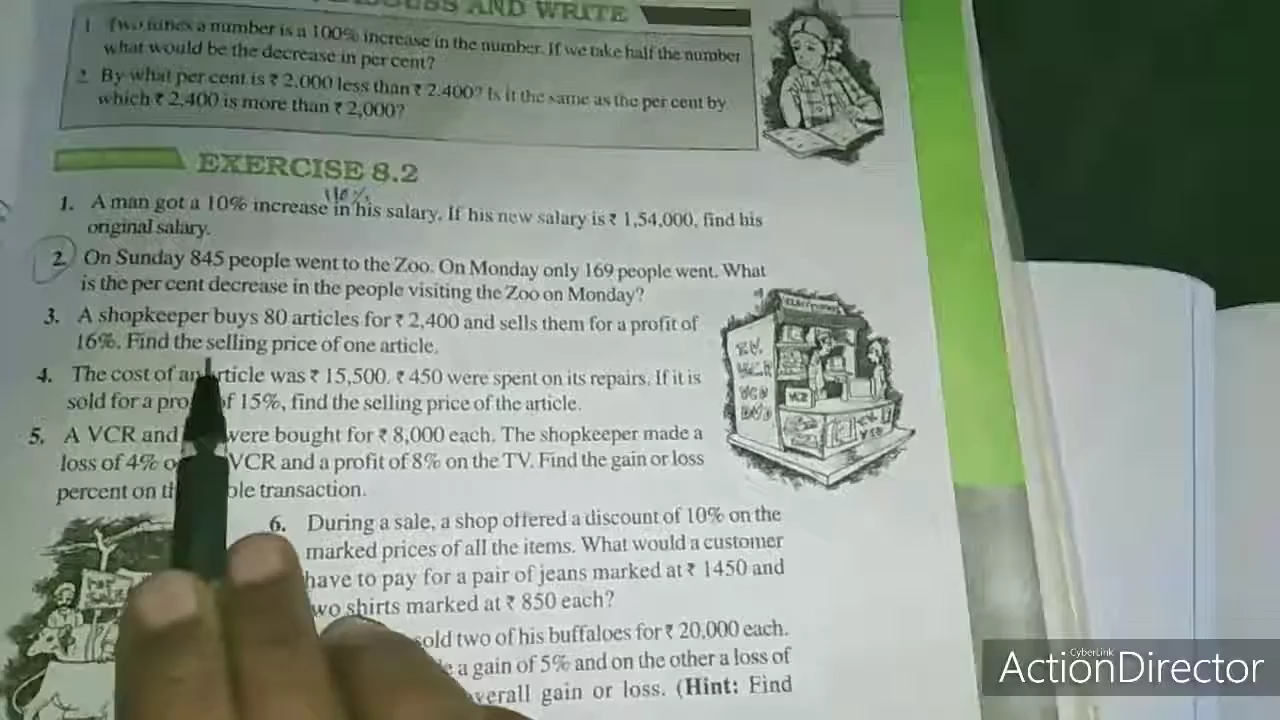 DISCUSS AND WRITE
1. Two times a number is a 100% increase in the number. If we take half the number
what would be the decrease in per cent?
2. By what per cent is ₹ 2,000 less than ₹ 2,400? Is it the same as the per cent by
which ₹ 2,400 is more than ₹ 2,000?
EXERCISE 8.2
110%
1. A man got a 10% increase in his salary. If his new salary is ₹ 1,54,000, find his
original salary.
2. On Sunday 845 people went to the Zoo. On Monday only 169 people went. What
is the per cent decrease in the people visiting the Zoo on Monday?
3. A shopkeeper buys 80 articles for ₹ 2,400 and sells them for a profit of
16%. Find the selling price of one article.
4. The cost of an article was ₹ 15,500. ₹ 450 were spent on its repairs. If it is
sold for a pro of 15%, find the selling price of the article.
5. A VCR and were bought for ₹ 8,000 each. The shopkeeper made a
loss of 4% o VCR and a profit of 8% on the TV. Find the gain or loss
percent on th ole transaction.
6. During a sale, a shop offered a discount of 10% on the
marked prices of all the items. What would a customer
have to pay for a pair of jeans marked at ₹ 1450 and
wo shirts marked at ₹ 850 each?
sold two of his buffaloes for ₹ 20,000 each.
e a gain of 5% and on the other a loss of
overall gain or loss. (Hint: Find
CyberLink
ActionDirector